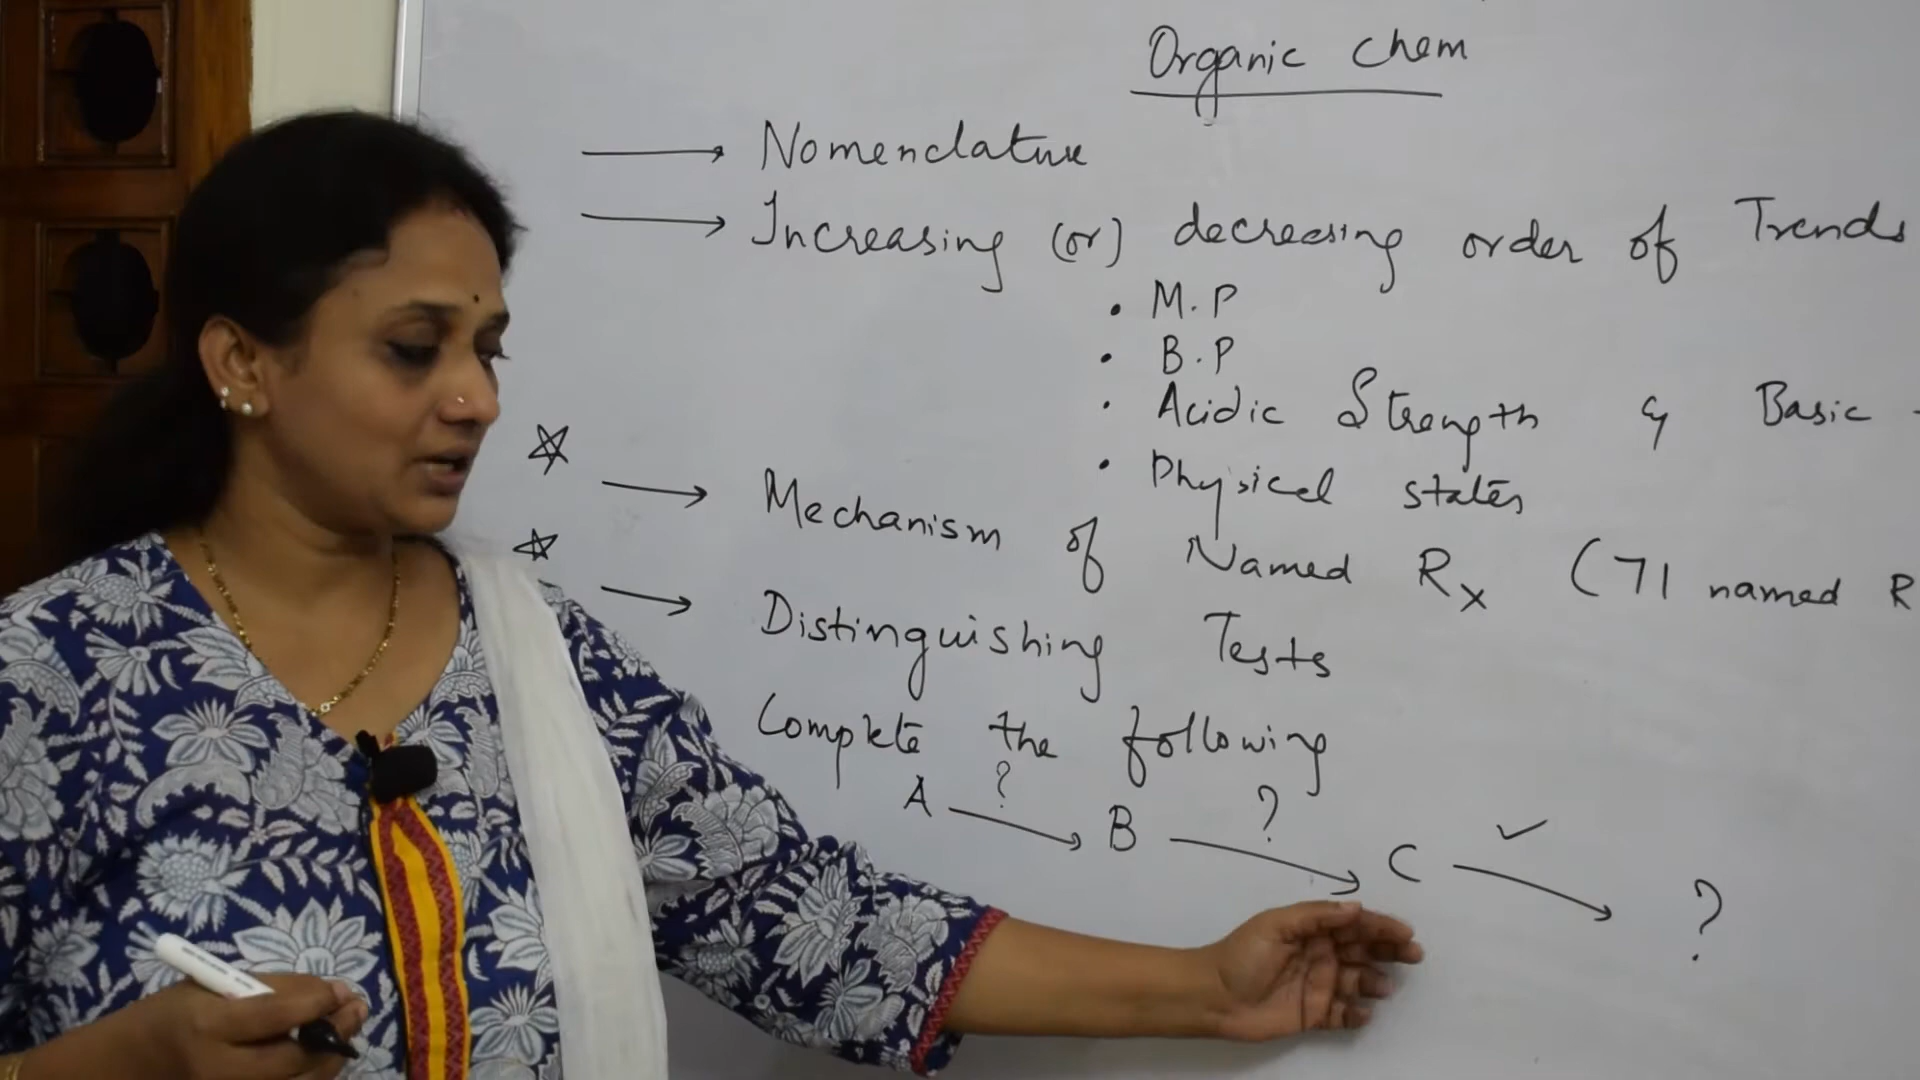 Organic Chem
→ Nomenclature
→ Increasing (or) decreasing order of Trends
• M.P
• B.P
• Acidic Strength & Basic
• Physical states
☆ → Mechanism of Named Rx (71 named R
☆ → Distinguishing Tests
Complete the following
A ?→ B ?→ C ✓→ ?